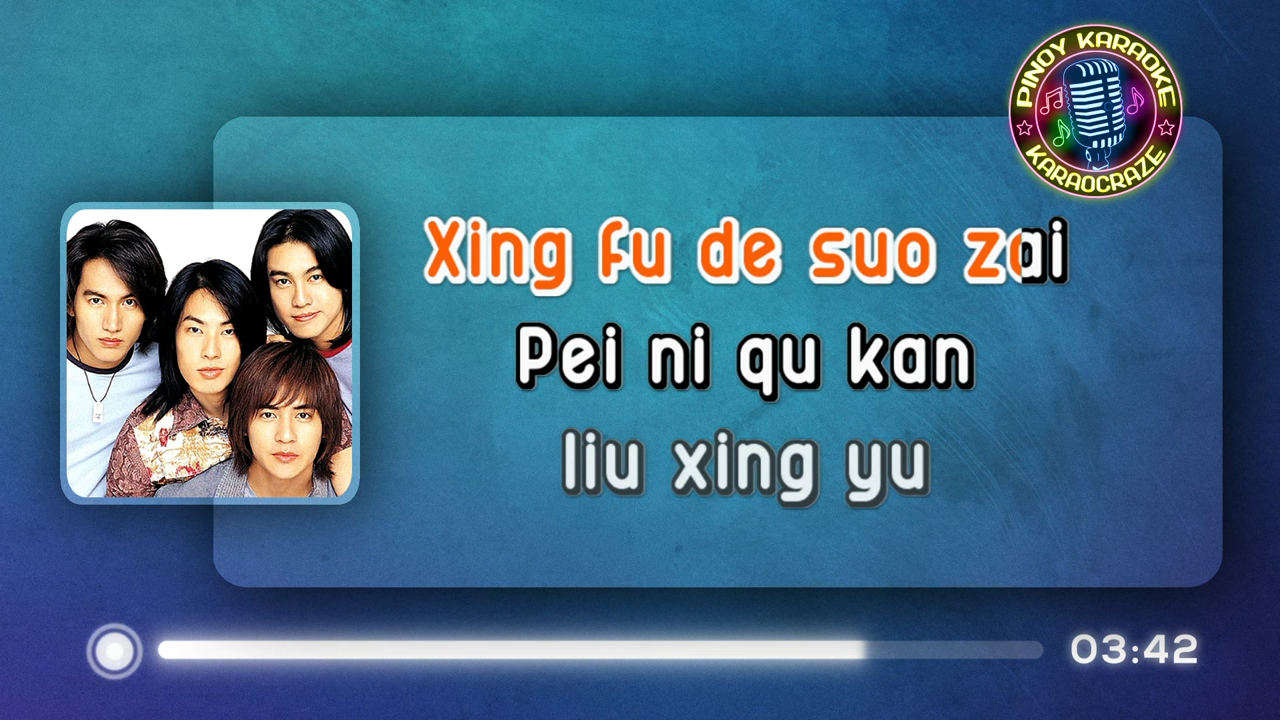 PINOY KARAOKE
KARAOCRAZE
Xing fu de suo zai
Pei ni qu kan
liu xing yu
03:42